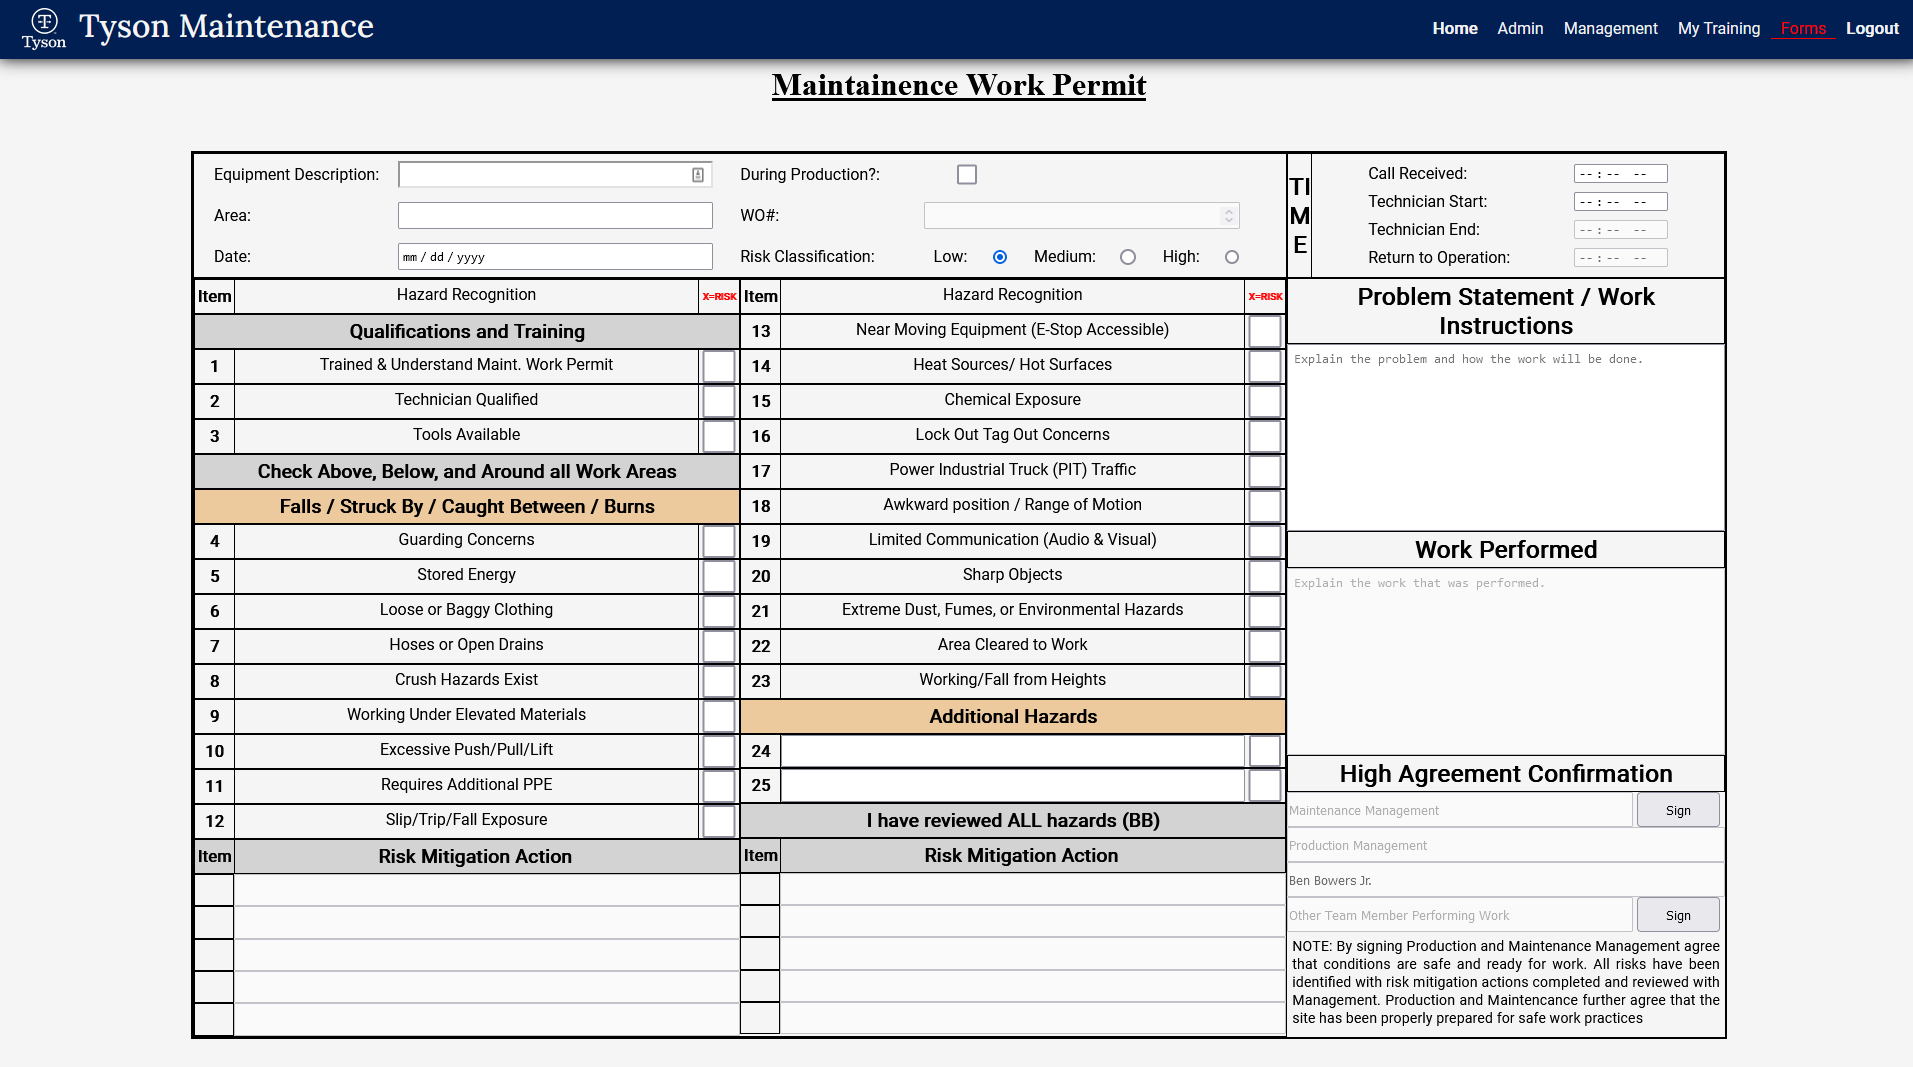 Tyson
Tyson Maintenance
Home Admin Management My Training Forms Logout
Maintainence Work Permit
Equipment Description:
During Production?:
Area:
WO#:
Date: mm / dd / yyyy
Risk Classification: Low: Medium: High:
TI
M
E
Call Received: --:-- --
Technician Start: --:-- --
Technician End: --:-- --
Return to Operation: --:-- --
Item Hazard Recognition X=RISK
Qualifications and Training
1 Trained & Understand Maint. Work Permit
2 Technician Qualified
3 Tools Available
Check Above, Below, and Around all Work Areas
Falls / Struck By / Caught Between / Burns
4 Guarding Concerns
5 Stored Energy
6 Loose or Baggy Clothing
7 Hoses or Open Drains
8 Crush Hazards Exist
9 Working Under Elevated Materials
10 Excessive Push/Pull/Lift
11 Requires Additional PPE
12 Slip/Trip/Fall Exposure
Item Risk Mitigation Action
Item Hazard Recognition X=RISK
13 Near Moving Equipment (E-Stop Accessible)
14 Heat Sources/ Hot Surfaces
15 Chemical Exposure
16 Lock Out Tag Out Concerns
17 Power Industrial Truck (PIT) Traffic
18 Awkward position / Range of Motion
19 Limited Communication (Audio & Visual)
20 Sharp Objects
21 Extreme Dust, Fumes, or Environmental Hazards
22 Area Cleared to Work
23 Working/Fall from Heights
Additional Hazards
24
25
I have reviewed ALL hazards (BB)
Item Risk Mitigation Action
Problem Statement / Work
Instructions
Explain the problem and how the work will be done.
Work Performed
Explain the work that was performed.
High Agreement Confirmation
Maintenance Management Sign
Production Management
Ben Bowers Jr.
Other Team Member Performing Work Sign
NOTE: By signing Production and Maintenance Management agree
that conditions are safe and ready for work. All risks have been
identified with risk mitigation actions completed and reviewed with
Management. Production and Maintencance further agree that the
site has been properly prepared for safe work practices